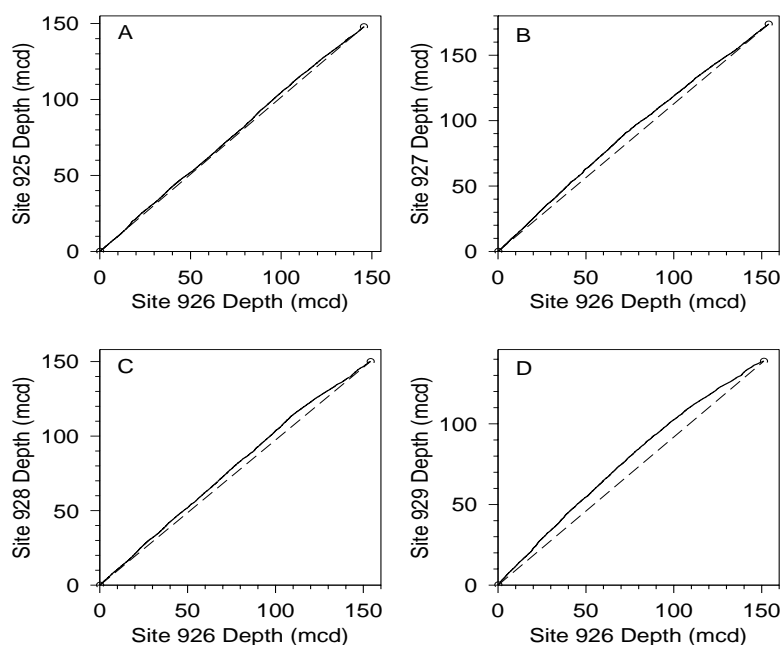 A
Site 925 Depth (mcd)
150
100
50
0
0 50 100 150
Site 926 Depth (mcd)
B
Site 927 Depth (mcd)
150
100
50
0
0 50 100 150
Site 926 Depth (mcd)
C
Site 928 Depth (mcd)
150
100
50
0
0 50 100 150
Site 926 Depth (mcd)
D
Site 929 Depth (mcd)
100
50
0
0 50 100 150
Site 926 Depth (mcd)